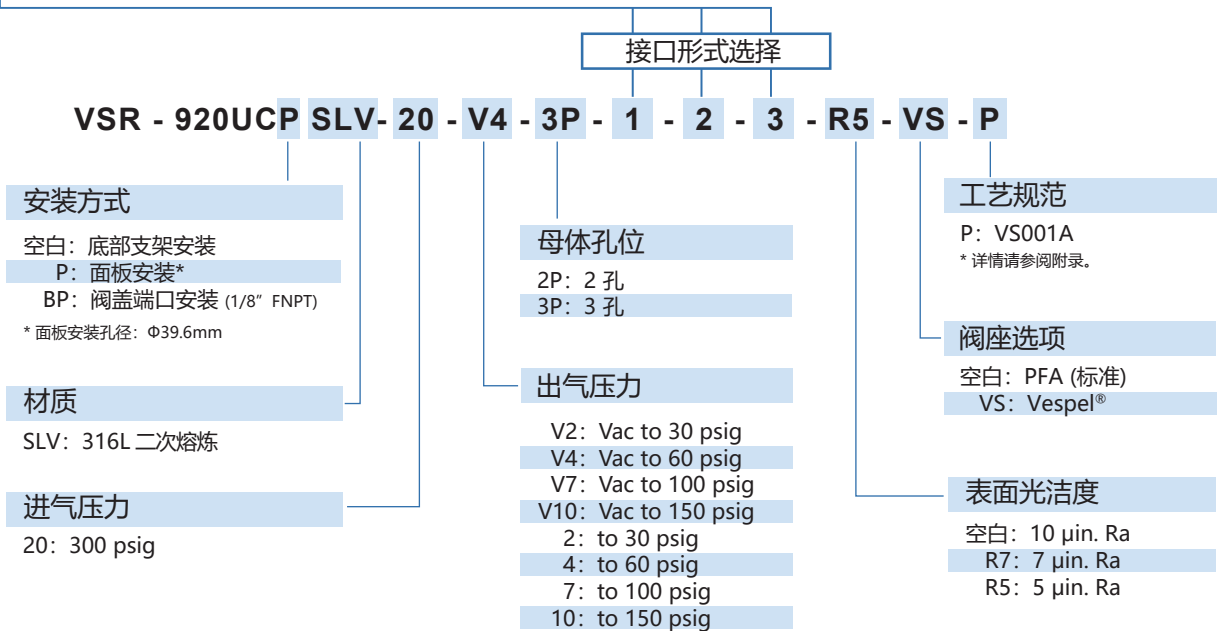 接口形式选择
VSR - 920UCP SLV- 20 - V4 - 3P - 1 - 2 - 3 - R5 - VS - P
安装方式
空白：底部支架安装
P：面板安装*
BP：阀盖端口安装 (1/8” FNPT)
* 面板安装孔径：Φ39.6mm
材质
SLV：316L 二次熔炼
进气压力
20：300 psig
母体孔位
2P：2 孔
3P：3 孔
出气压力
V2：Vac to 30 psig
V4：Vac to 60 psig
V7：Vac to 100 psig
V10：Vac to 150 psig
2：to 30 psig
4：to 60 psig
7：to 100 psig
10：to 150 psig
工艺规范
P：VS001A
* 详情请参阅附录。
阀座选项
空白：PFA (标准)
VS：Vespel®
表面光洁度
空白：10 μin. Ra
R7：7 μin. Ra
R5：5 μin. Ra